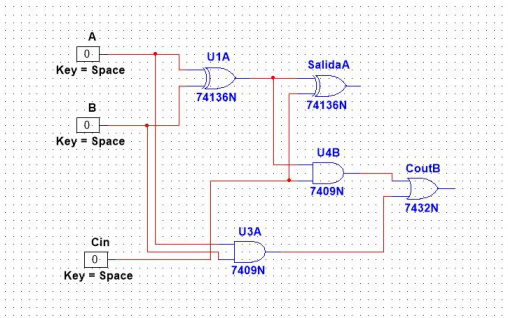 A
0
Key = Space
U1A
74136N
SalidaA
74136N
B
0
Key = Space
U4B
7409N
CoutB
7432N
U3A
7409N
Cin
0
Key = Space